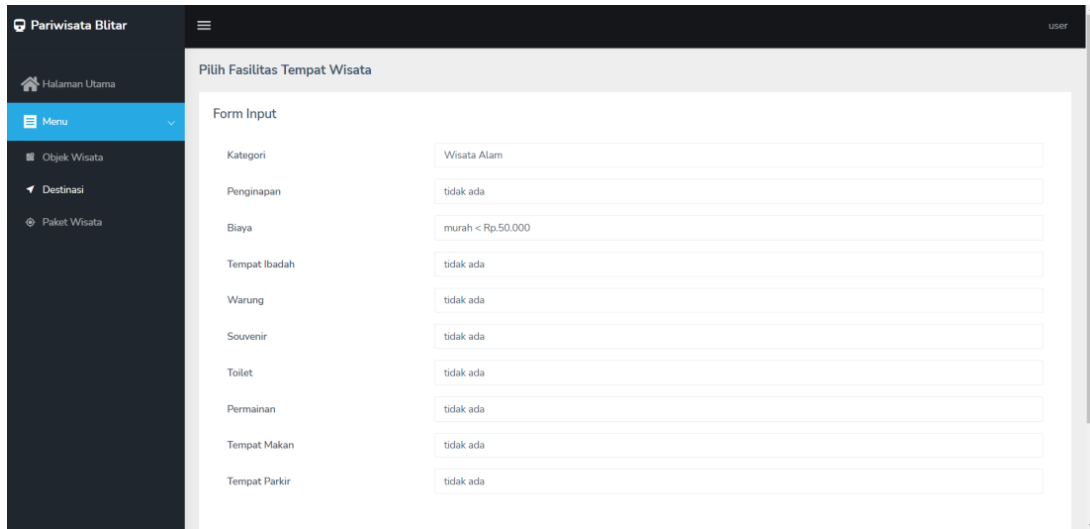 Pariwisata Blitar
user
Halaman Utama
Menu
Objek Wisata
Destinasi
Paket Wisata
Pilih Fasilitas Tempat Wisata
Form Input
Kategori Wisata Alam
Penginapan tidak ada
Biaya murah < Rp.50.000
Tempat Ibadah tidak ada
Warung tidak ada
Souvenir tidak ada
Toilet tidak ada
Permainan tidak ada
Tempat Makan tidak ada
Tempat Parkir tidak ada